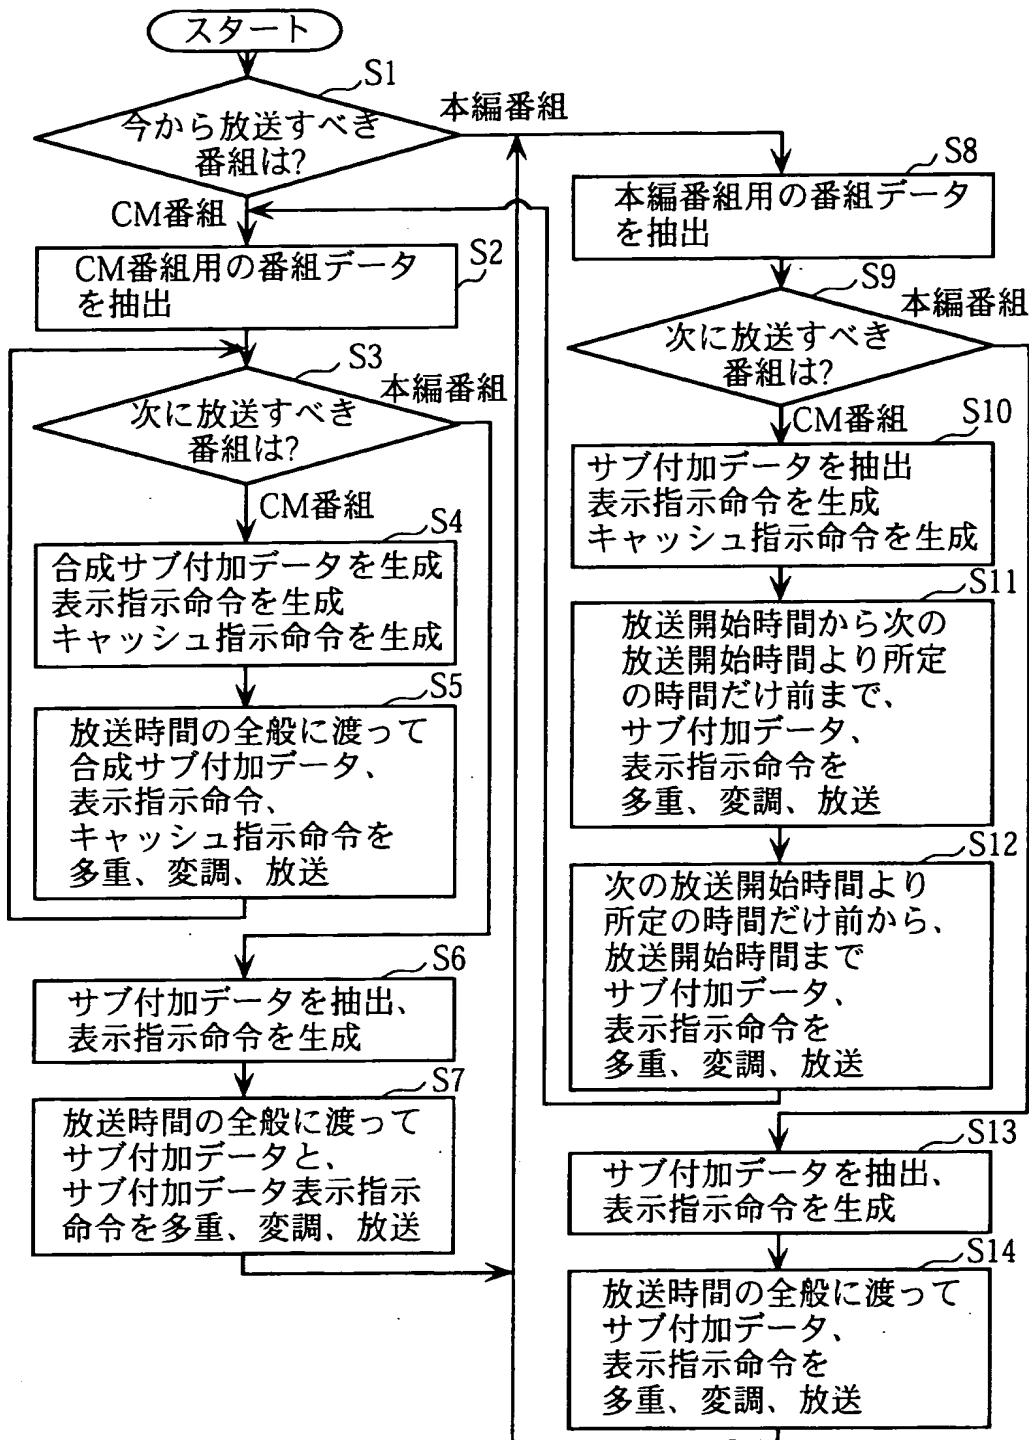 スタート
S1
今から放送すべき
番組は?
本編番組
CM番組
S2
CM番組用の番組データ
を抽出
S3
次に放送すべき
番組は?
本編番組
CM番組
S4
合成サブ付加データを生成
表示指示命令を生成
キャッシュ指示命令を生成
S5
放送時間の全般に渡って
合成サブ付加データ、
表示指示命令、
キャッシュ指示命令を
多重、変調、放送
S6
サブ付加データを抽出、
表示指示命令を生成
S7
放送時間の全般に渡って
サブ付加データと、
サブ付加データ表示指示
命令を多重、変調、放送
S8
本編番組用の番組データ
を抽出
S9
次に放送すべき
番組は?
本編番組
CM番組
S10
サブ付加データを抽出
表示指示命令を生成
キャッシュ指示命令を生成
S11
放送開始時間から次の
放送開始時間より所定
の時間だけ前まで、
サブ付加データ、
表示指示命令を
多重、変調、放送
S12
次の放送開始時間より
所定の時間だけ前から、
放送開始時間まで
サブ付加データ、
表示指示命令を
多重、変調、放送
S13
サブ付加データを抽出、
表示指示命令を生成
S14
放送時間の全般に渡って
サブ付加データ、
表示指示命令を
多重、変調、放送